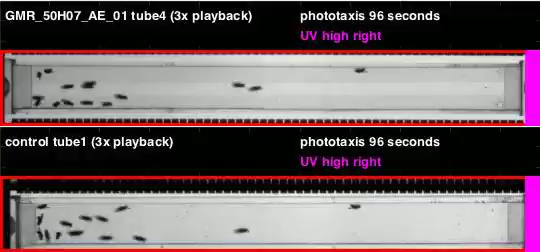 GMR_50H07_AE_01 tube4 (3x playback) phototaxis 96 seconds
UV high right
control tube1 (3x playback) phototaxis 96 seconds
UV high right